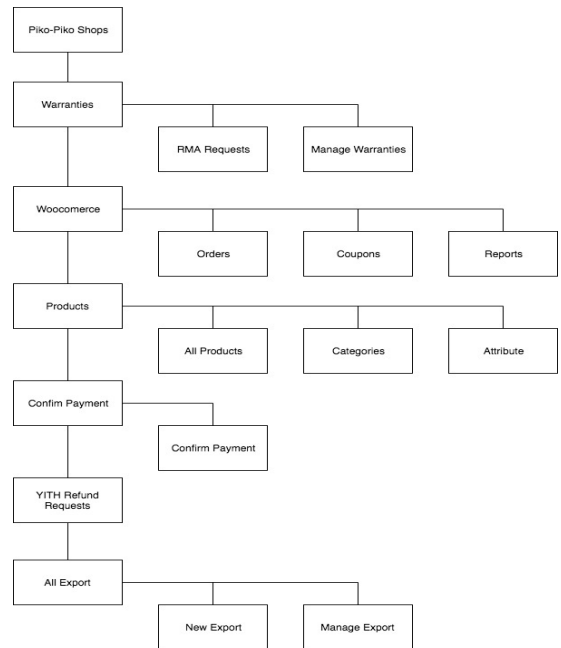 Piko-Piko Shops
Warranties
RMA Requests
Manage Warranties
Woocomerce
Orders
Coupons
Reports
Products
All Products
Categories
Attribute
Confim Payment
Confirm Payment
YITH Refund
Requests
All Export
New Export
Manage Export